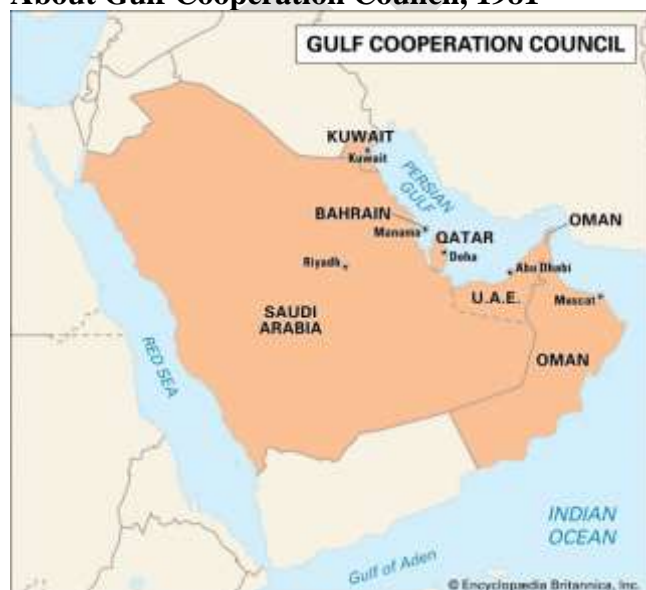 About Gulf Cooperation Council, 1981
GULF COOPERATION COUNCIL
KUWAIT
Kuwait
PERSIAN
GULF
BAHRAIN
Manama
QATAR
Doha
OMAN
Abu Dhabi
Riyadh
U.A.E.
Mascat
SAUDI
ARABIA
OMAN
RED SEA
INDIAN
OCEAN
Gulf of Aden
© Encyclopædia Britannica, Inc.